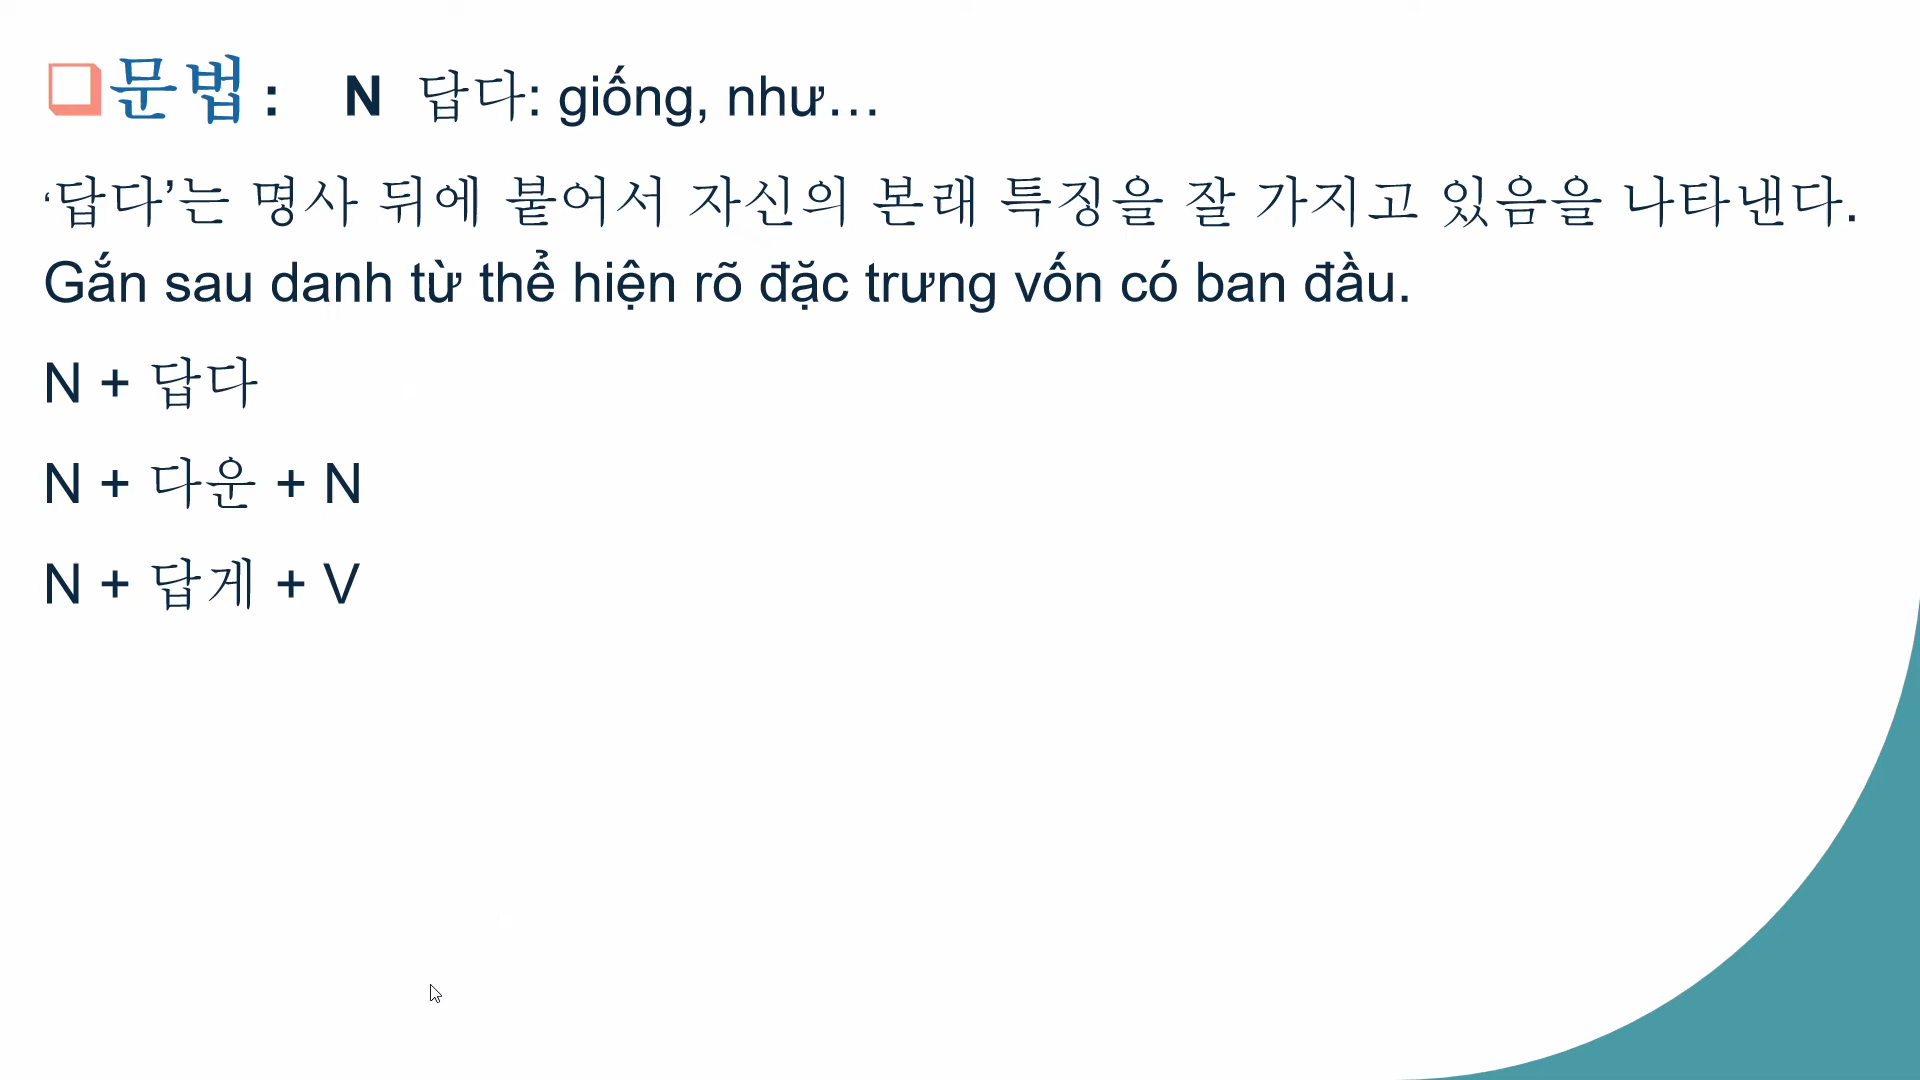 문법 : N 답다: giống, như…
‘답다’는 명사 뒤에 붙어서 자신의 본래 특징을 잘 가지고 있음을 나타낸다.
Gắn sau danh từ thể hiện rõ đặc trưng vốn có ban đầu.
N + 답다
N + 다운 + N
N + 답게 + V